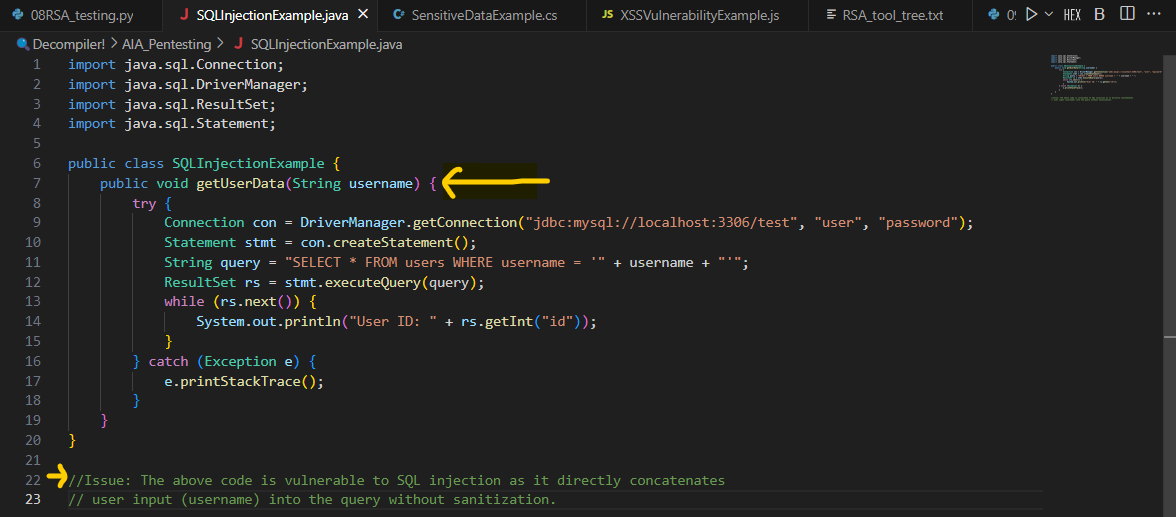 08RSA_testing.py
J SQLInjectionExample.java
C# SensitiveDataExample.cs
JS XSSVulnerabilityExample.js
RSA_tool_tree.txt
HEX B
Decompiler! > AIA_Pentesting > J SQLInjectionExample.java
1 import java.sql.Connection;
2 import java.sql.DriverManager;
3 import java.sql.ResultSet;
4 import java.sql.Statement;
5
6 public class SQLInjectionExample {
7 public void getUserData(String username) {
8 try {
9 Connection con = DriverManager.getConnection("jdbc:mysql://localhost:3306/test", "user", "password");
10 Statement stmt = con.createStatement();
11 String query = "SELECT * FROM users WHERE username = '" + username + "'";
12 ResultSet rs = stmt.executeQuery(query);
13 while (rs.next()) {
14 System.out.println("User ID: " + rs.getInt("id"));
15 }
16 } catch (Exception e) {
17 e.printStackTrace();
18 }
19 }
20 }
21
22 //Issue: The above code is vulnerable to SQL injection as it directly concatenates
23 // user input (username) into the query without sanitization.